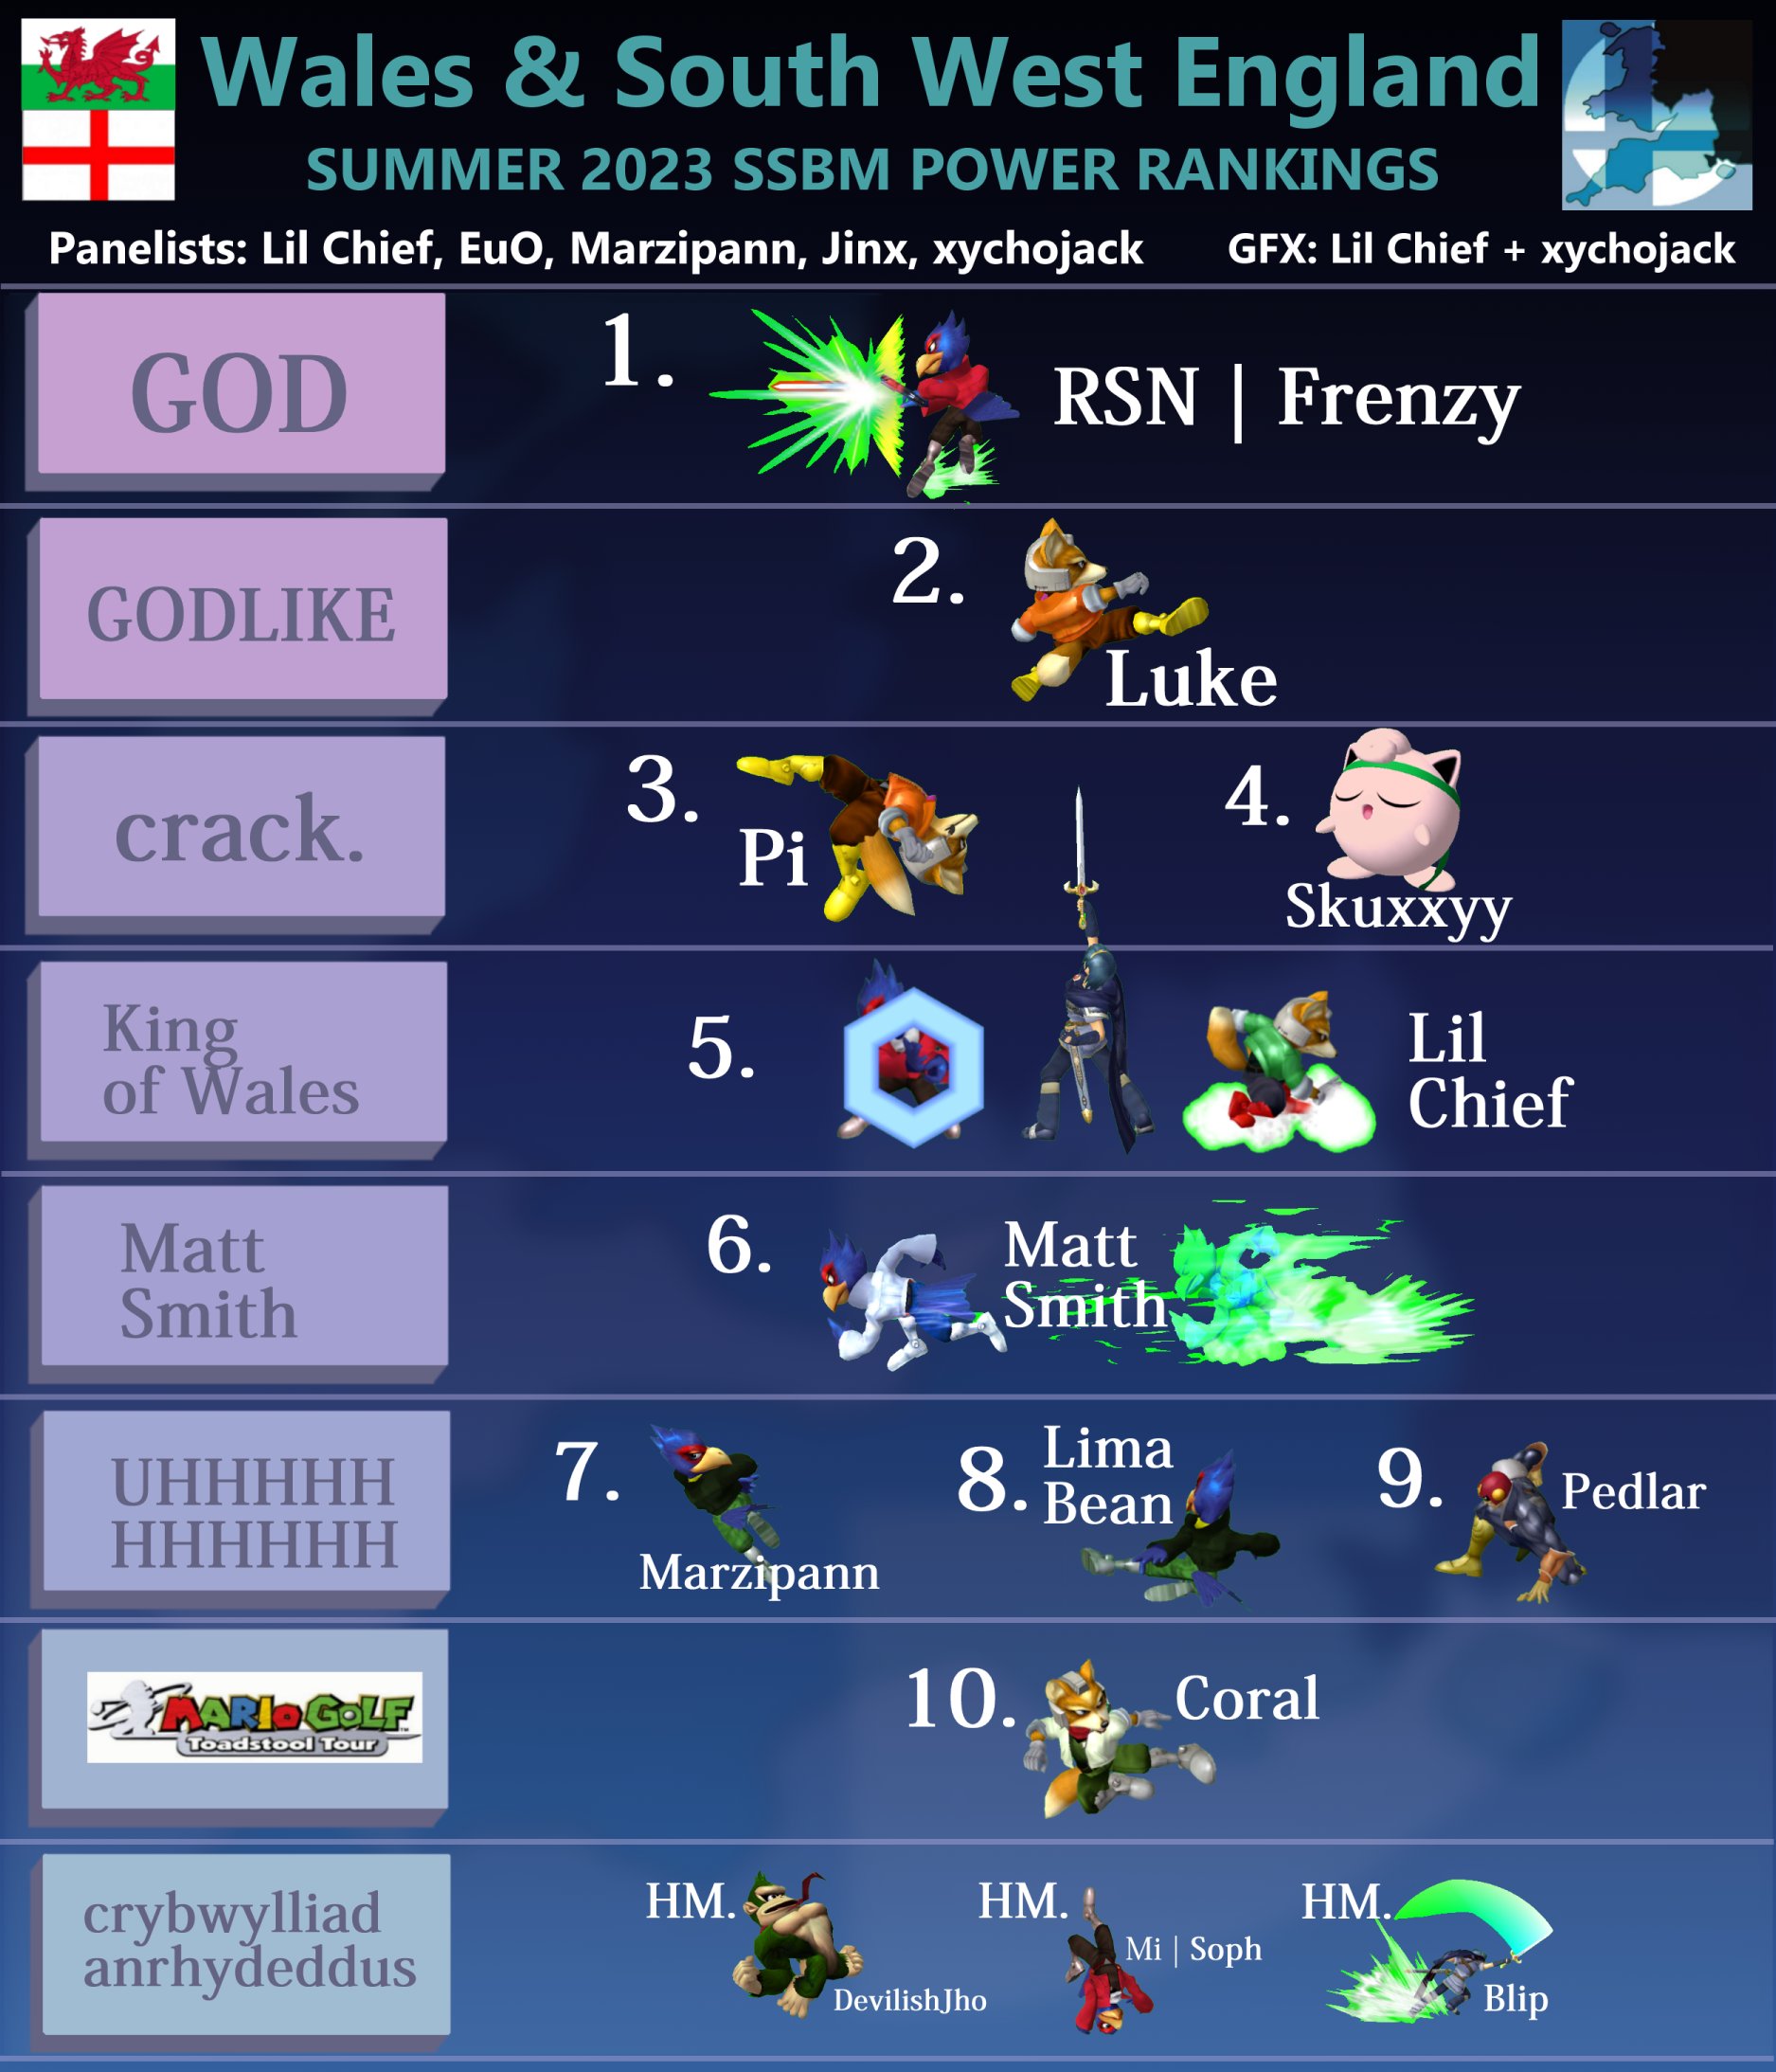 Wales & South West England
SUMMER 2023 SSBM POWER RANKINGS
Panelists: Lil Chief, EuO, Marzipann, Jinx, xychojack
GFX: Lil Chief + xychojack
GOD
1.
RSN | Frenzy
GODLIKE
2.
Luke
crack.
3.
Pi
4.
Skuxxyy
King
of Wales
5.
Lil
Chief
Matt
Smith
6.
Matt
Smith
UHHHHH
HHHHHH
7.
Marzipann
8.
Lima
Bean
9.
Pedlar
MARIO GOLF
Toadstool Tour
10.
Coral
crybwylliad
anrhydeddus
HM.
DevilishJho
HM.
Mi | Soph
HM.
Blip